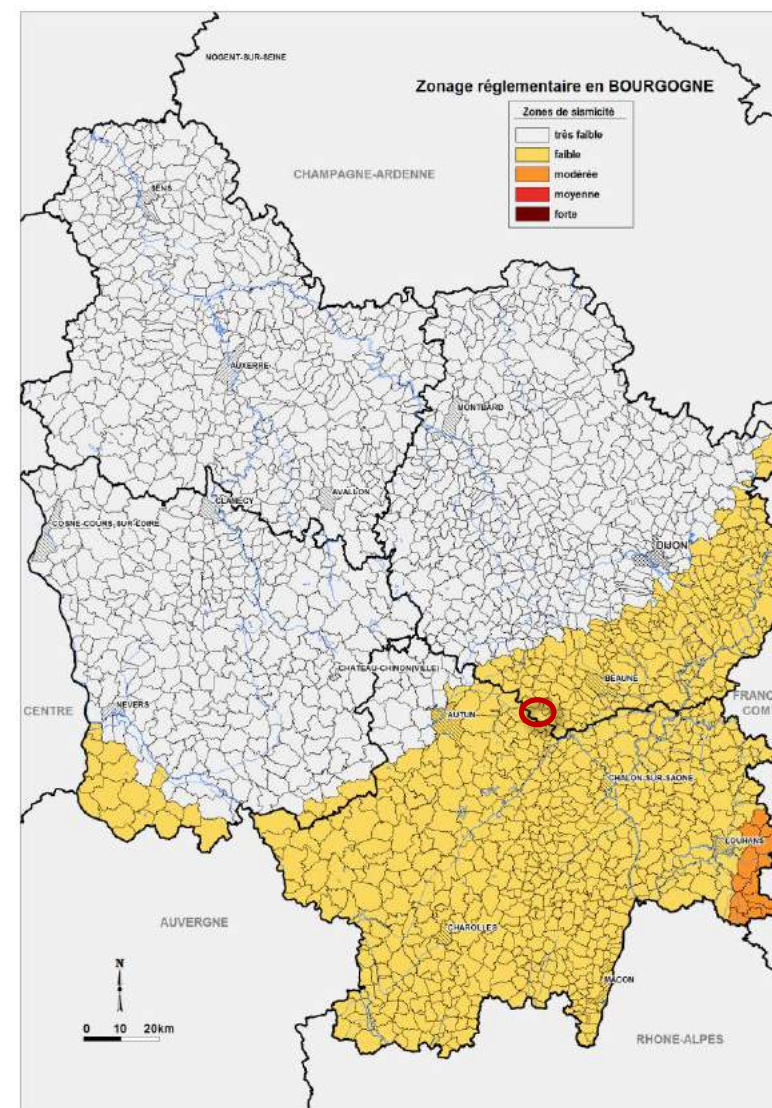 NOGENT-SUR-SEINE
Zonage réglementaire en BOURGOGNE
Zones de sismicité
très faible
faible
modérée
moyenne
forte
CHAMPAGNE-ARDENNE
SENS
AUXERRE
MONTBARD
AVALLON
CLAMECY
COSNE-COURS-SUR-LOIRE
DIJON
CHATEAU-CHINON(VILLE)
BEAUNE
FRANC
COM
CENTRE
NEVERS
AUTUN
CHALON-SUR-SAONE
LOUHANS
AUVERGNE
CHAROLLES
N
MACON
0 10 20km
RHONE-ALPES